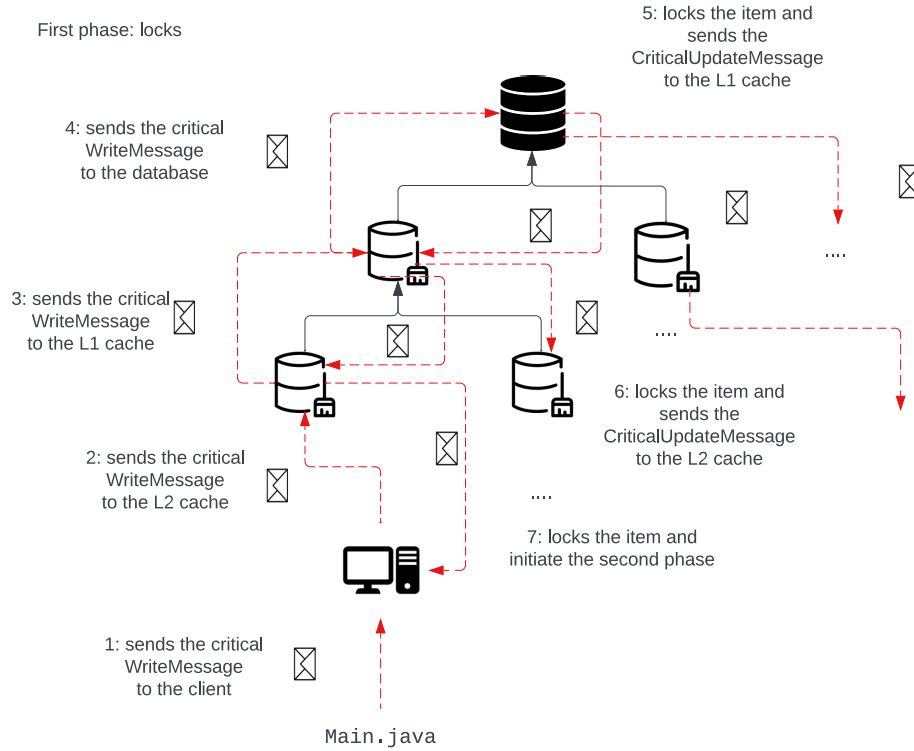 First phase: locks
5: locks the item and
sends the
CriticalUpdateMessage
to the L1 cache
4: sends the critical
WriteMessage
to the database
....
3: sends the critical
WriteMessage
to the L1 cache
....
6: locks the item and
sends the
CriticalUpdateMessage
to the L2 cache
2: sends the critical
WriteMessage
to the L2 cache
....
7: locks the item and
initiate the second phase
1: sends the critical
WriteMessage
to the client
Main.java